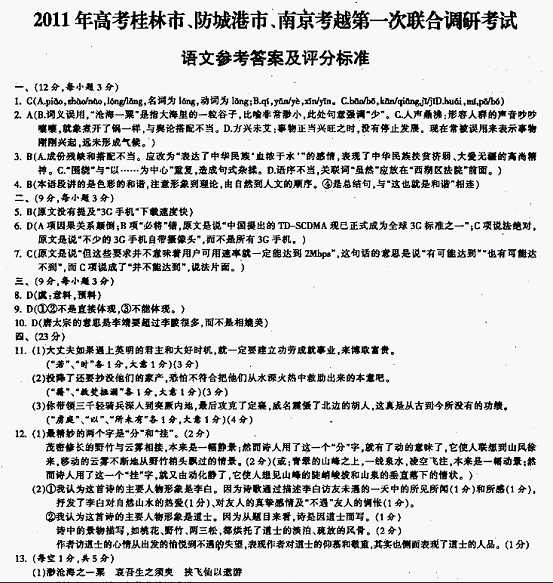 2011年高考桂林市、防城港市、南京考越第一次联合调研考试
语文参考答案及评分标准
一、(12分,每小题3分)
1. C(A.piāo,shāo/nāo,lóng/lǒng,名词为lóng,动词为lǒng;B.qì,yān/yè,xīn/yīn。C.bāo/bō,kān/qiāng,jī/jīD.huái,mí,pō/bó)
2. A(B.词义误用,“沧海一粟”是指大海里的一粒谷子,比喻非常渺小,此处句意强调“少”。C.人声鼎沸:形容人群的声音吵吵
嚷嚷,就象煮开了锅一样,与舆论搭配不当。D.方兴未艾:事物正当兴旺之时,没有停止发展。现在常被误用来表示事物
刚刚兴起,远未形成气候。)
3. B(A.成份残缺和搭配不当。应改为“表达了中华民族‘血浓于水’”的感情,表现了中华民族扶贫济弱、大爱无疆的高尚精
神。C.“围绕”与“以……为中心”重复,造成句式杂糅。D.语序不当,关联词“虽然”应放在“西湖区法院”前面。)
4. B(本语段讲的是色彩的和谐,注意形象到理论,由自然到人文的顺序。④是总结句,与“这也就是和谐”相连)
二、(9分,每小题3分)
5. B(原文没有提及“3G手机”下载速度快)
6. D(A项因果关系颠倒;B项“必将”错,原文是说“中国提出的TD-SCDMA现已正式成为全球3G标准之一”;C项说法绝对,
原文是说“不少的3G手机自带摄像头”,而不是所有3G手机。)
7. C(原文是说“但这些要求并不意味着用户可用速率就一定能达到2Mbps”,这句话的意思是说“有可能达到”“也有可能达
不到”,而C项说成了“并不能达到”,说法片面。)
三、(9分,每小题3分)
8. D(虞:意料,预料)
9. D(①②不是直接体现,③不能体现。)
10. D(唐太宗的意思是李靖要超过李陵很多,而不是相媲美)
四、(23分)
11. (1)大丈夫如果遇上英明的君主和大好时机,就一定要建立功劳成就事业,来博取富贵。
(“若”、“时”各1分,大意1分)(3分)
(2)投降了还要抄没他们的家产,恐怕不符合把他们从水深火热中救助出来的本意吧。
(“籍”、“救焚拯溺”各1分,大意1分)(3分)
(3)你带领三千轻骑兵深入到突厥内地,最后攻克了定襄,威名震慑了北边的胡人,这真是从古到今所没有的功绩。
(“虏庭”、“以”、“所未有”各1分,大意1分)(4分)
12. (1)最精妙的两个字是“分”和“挂”。(2分)
茂密修长的野竹与云雾相接,本来是一幅静景;然而诗人用了这一个“分”字,就有了动的意味了,它使人联想到山风徐
来,移动的云雾不断地从野竹梢头飘过的情景。(2分)(或:青翠的山峰之上,一线泉水,凌空飞住,本来是一幅动景;然
而诗人用了这一个“挂”字,就又由动化静了,它使人想见山峰的陡峭峻拔和山泉的垂直落下的情状。)
(2)①我认为这首诗的主要人物形象是李白。因为诗歌通过描述李白访友未遇的一天中的所见所闻(1分)和所感(1分),
抒发了李白对自然山水的热爱(1分)、对友人的真挚感情及“不遇”友人的惆怅(1分)。
②我认为这首诗的主要人物形象是道士。因为从题目来看,诗是因道士而写。(1分)
诗中的景物描写,如桃花、野竹、两三松,都烘托了道士的淡泊、疏放的风骨。(2分)
作者访道士的心情从出发的怡悦到不遇的失望,表现作者对道士的仰慕和敬重,其实也侧面表现了道士的人品。(1分)
13. (每空1分,共5分)
(1)渺沧海之一粟 哀吾生之须臾 挟飞仙以遨游